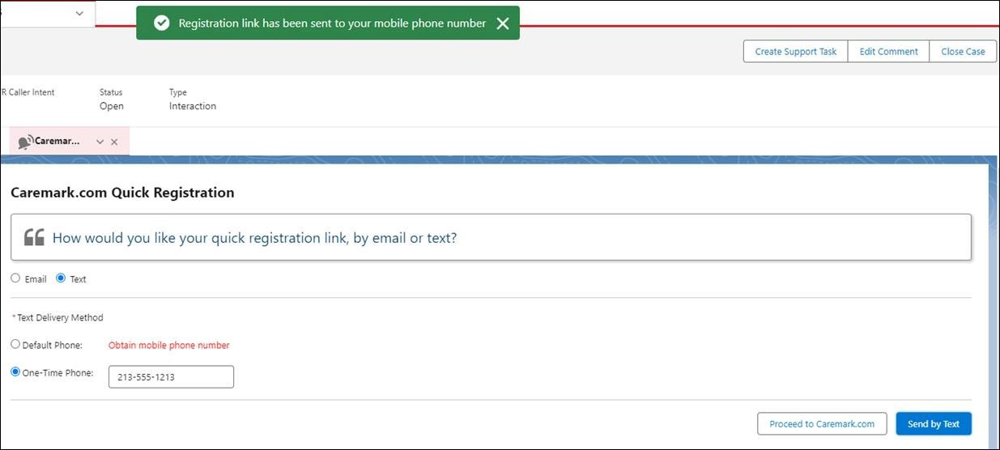 Registration link has been sent to your mobile phone number
Create Support Task Edit Comment Close Case
R Caller Intent Status Type
Open Interaction
Caremar...
Caremark.com Quick Registration
How would you like your quick registration link, by email or text?
Email Text
*Text Delivery Method
Default Phone: Obtain mobile phone number
One-Time Phone: 213-555-1213
Proceed to Caremark.com Send by Text